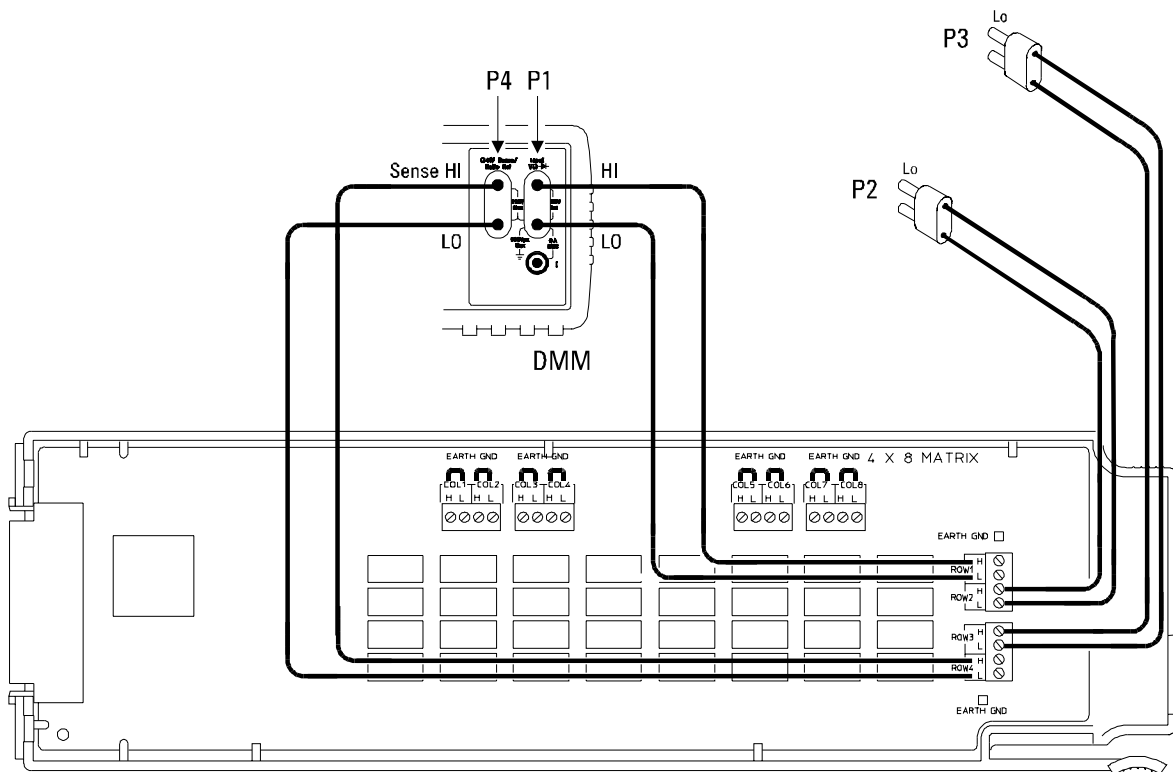 Lo
P3
P4 P1
Sense HI
HI
Lo
P2
LO
LO
DMM
EARTH GND
EARTH GND
EARTH GND
EARTH GND
4 X 8 MATRIX
COL1 COL2
COL3 COL4
COL5 COL6
COL7 COL8
H L H L
H L H L
H L H L
H L H L
EARTH GND
ROW1
H
L
ROW2
H
L
ROW3
H
L
ROW4
H
L
EARTH GND